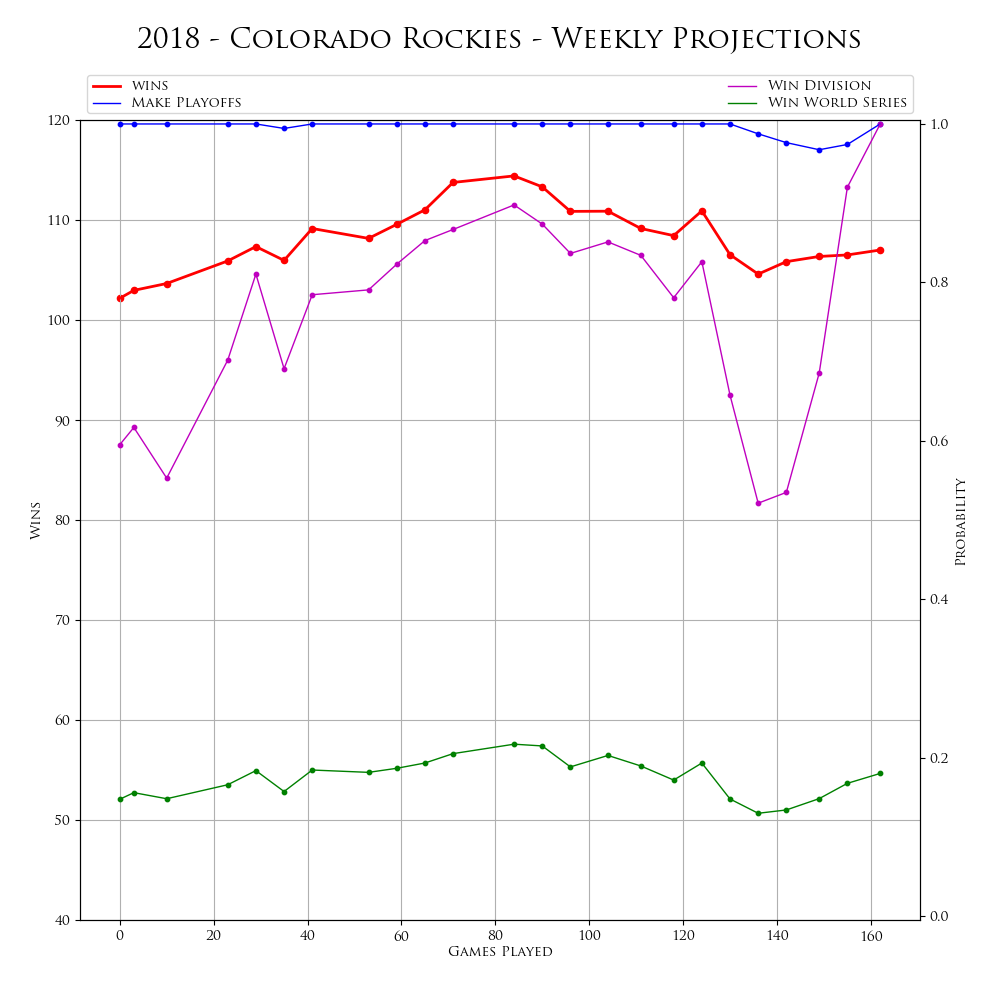 2018 - Colorado Rockies - Weekly Projections
wins
Make Playoffs
Win Division
Win World Series
120
110
100
90
80
70
60
50
40
Wins
1.0
0.8
0.6
0.4
0.2
0.0
Probability
0 20 40 60 80 100 120 140 160
Games Played